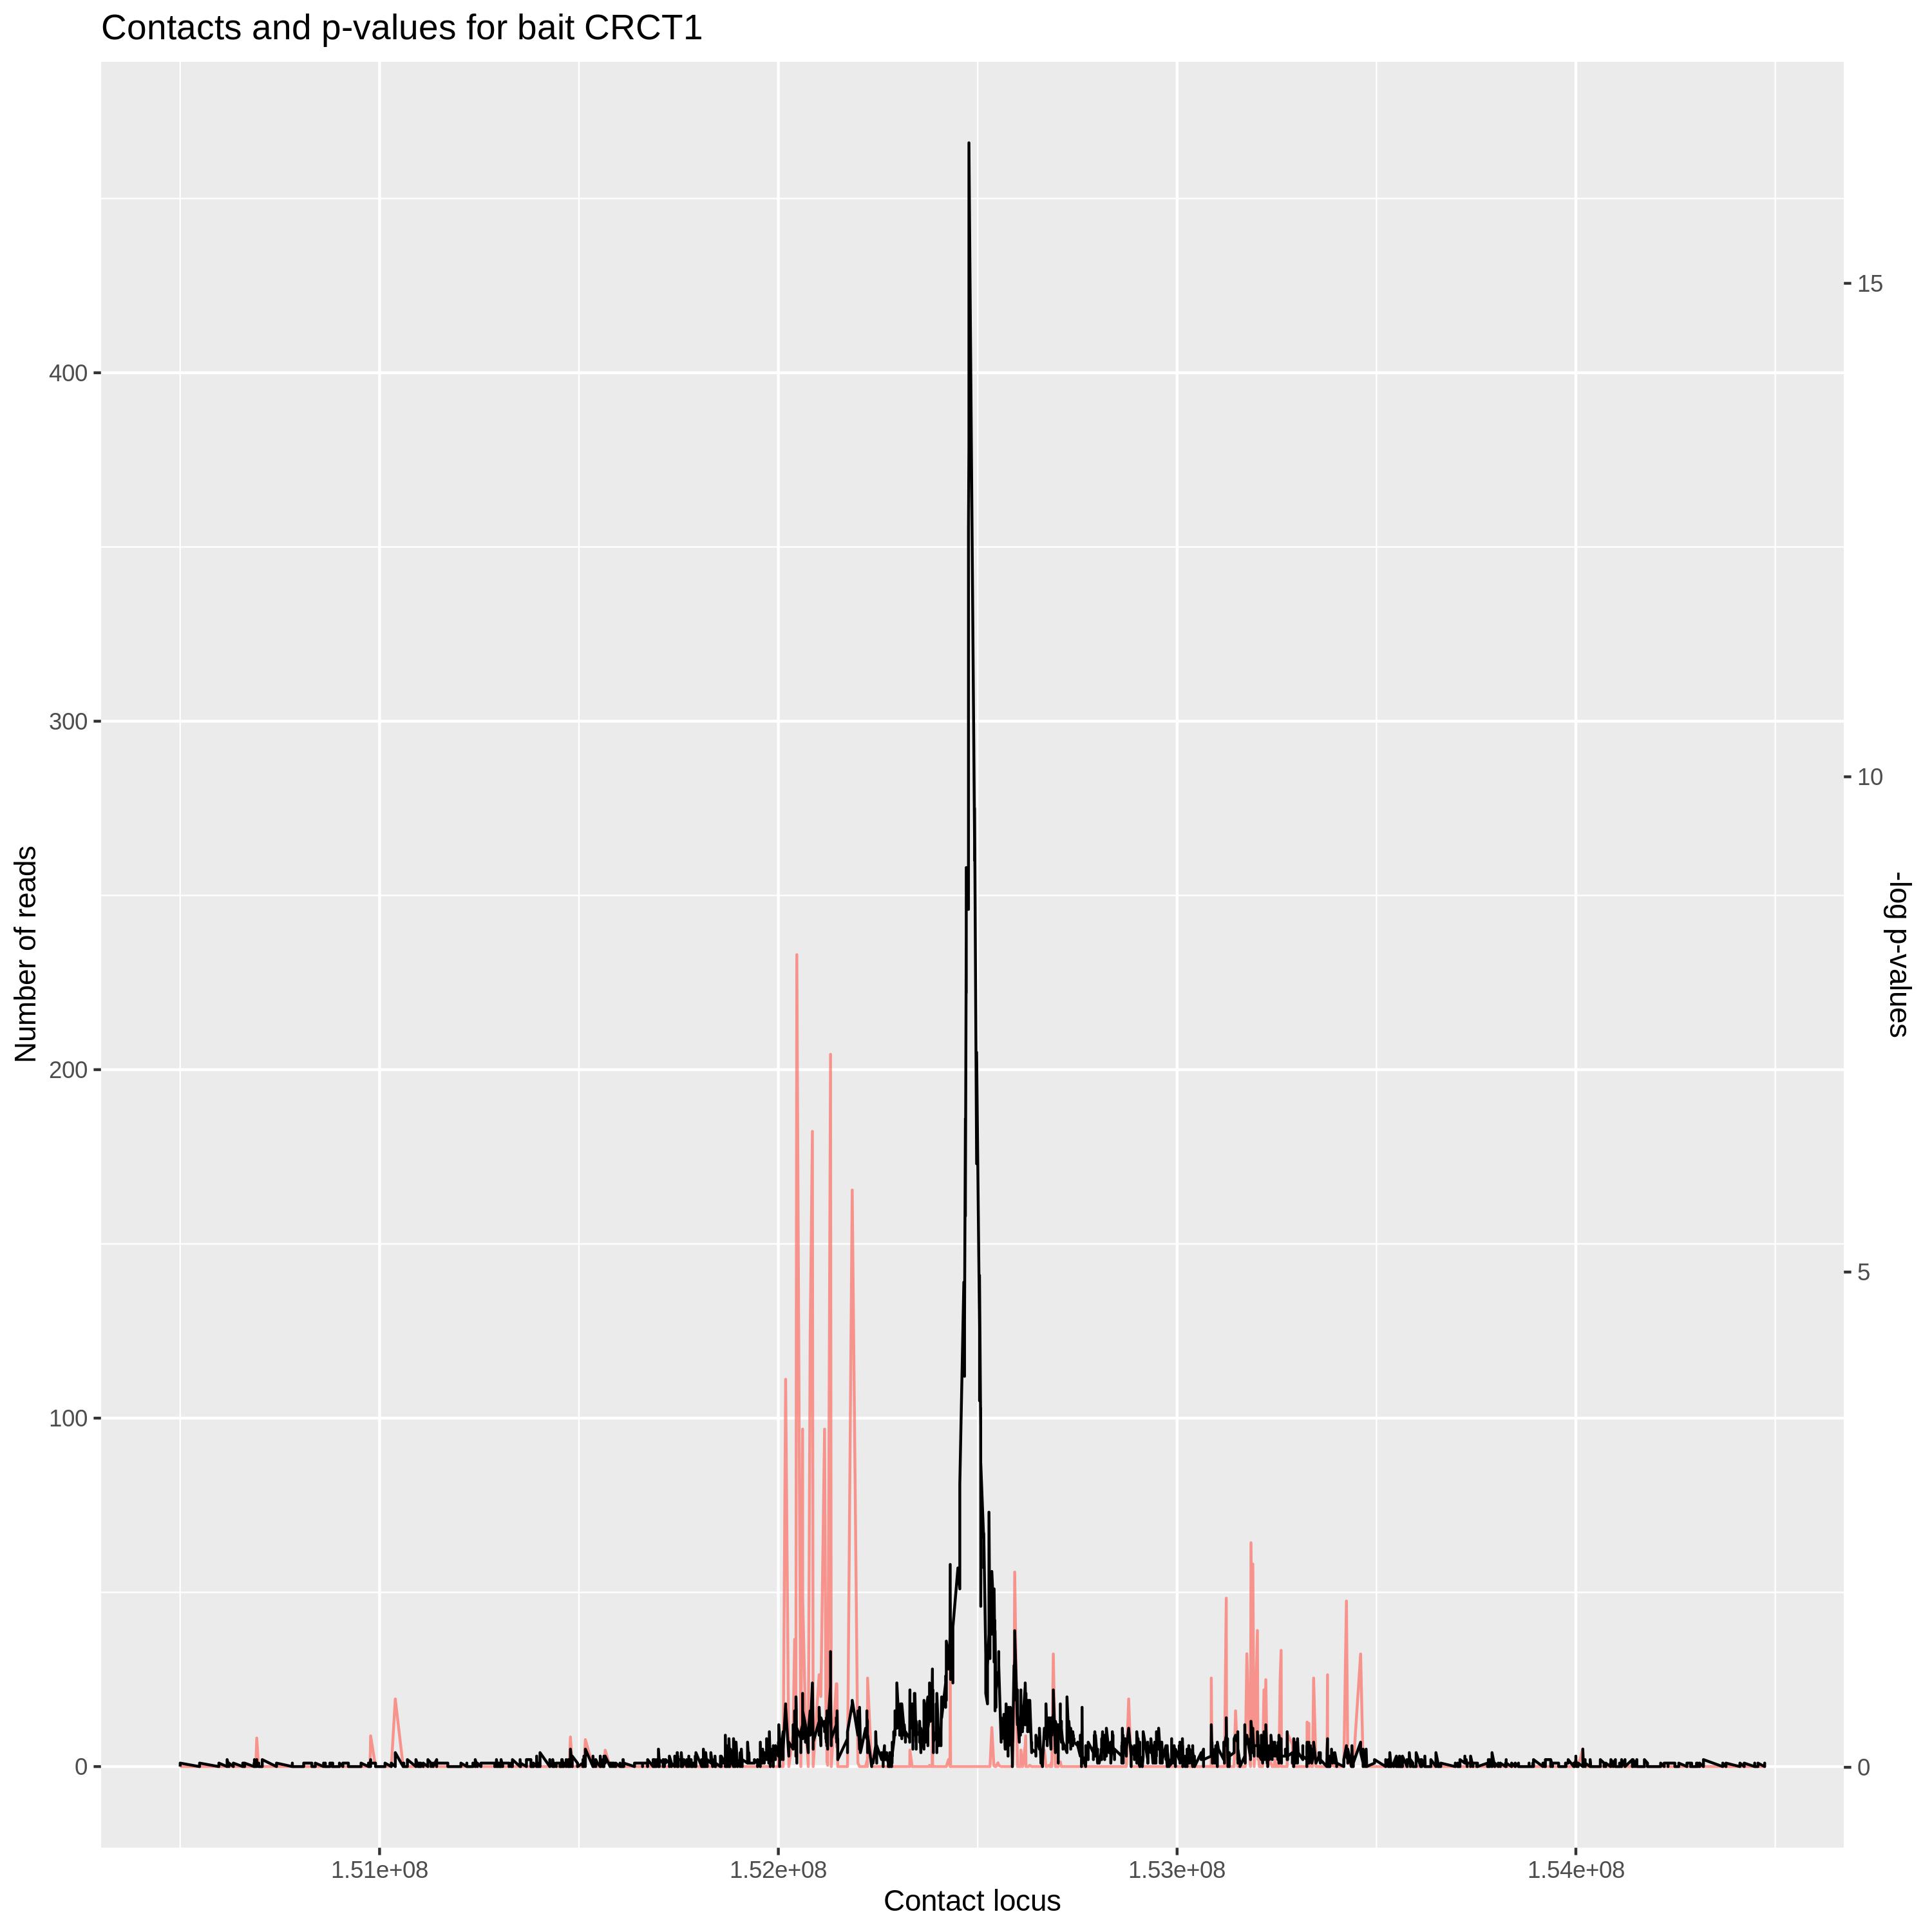 Contacts and p-values for bait CRCT1
Number of reads
400
300
200
100
0
15
10
5
0
-log p-values
1.51e+08
1.52e+08
1.53e+08
1.54e+08
Contact locus